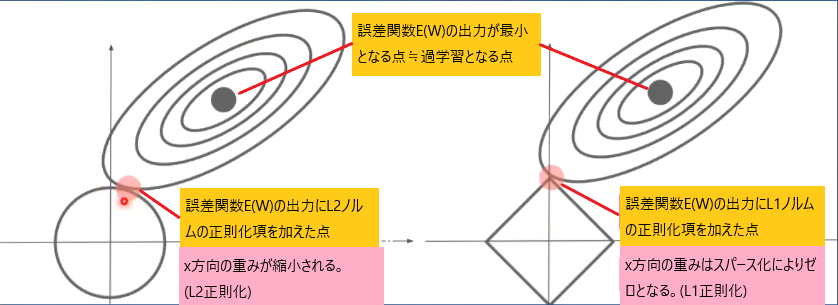 誤差関数E(W)の出力が最小
となる点≒過学習となる点
誤差関数E(W)の出力にL2ノル
ムの正則化項を加えた点
x方向の重みが縮小される。
(L2正則化)
誤差関数E(W)の出力にL1ノルム
の正則化項を加えた点
x方向の重みはスパース化によりゼ
ロとなる。(L1正則化)